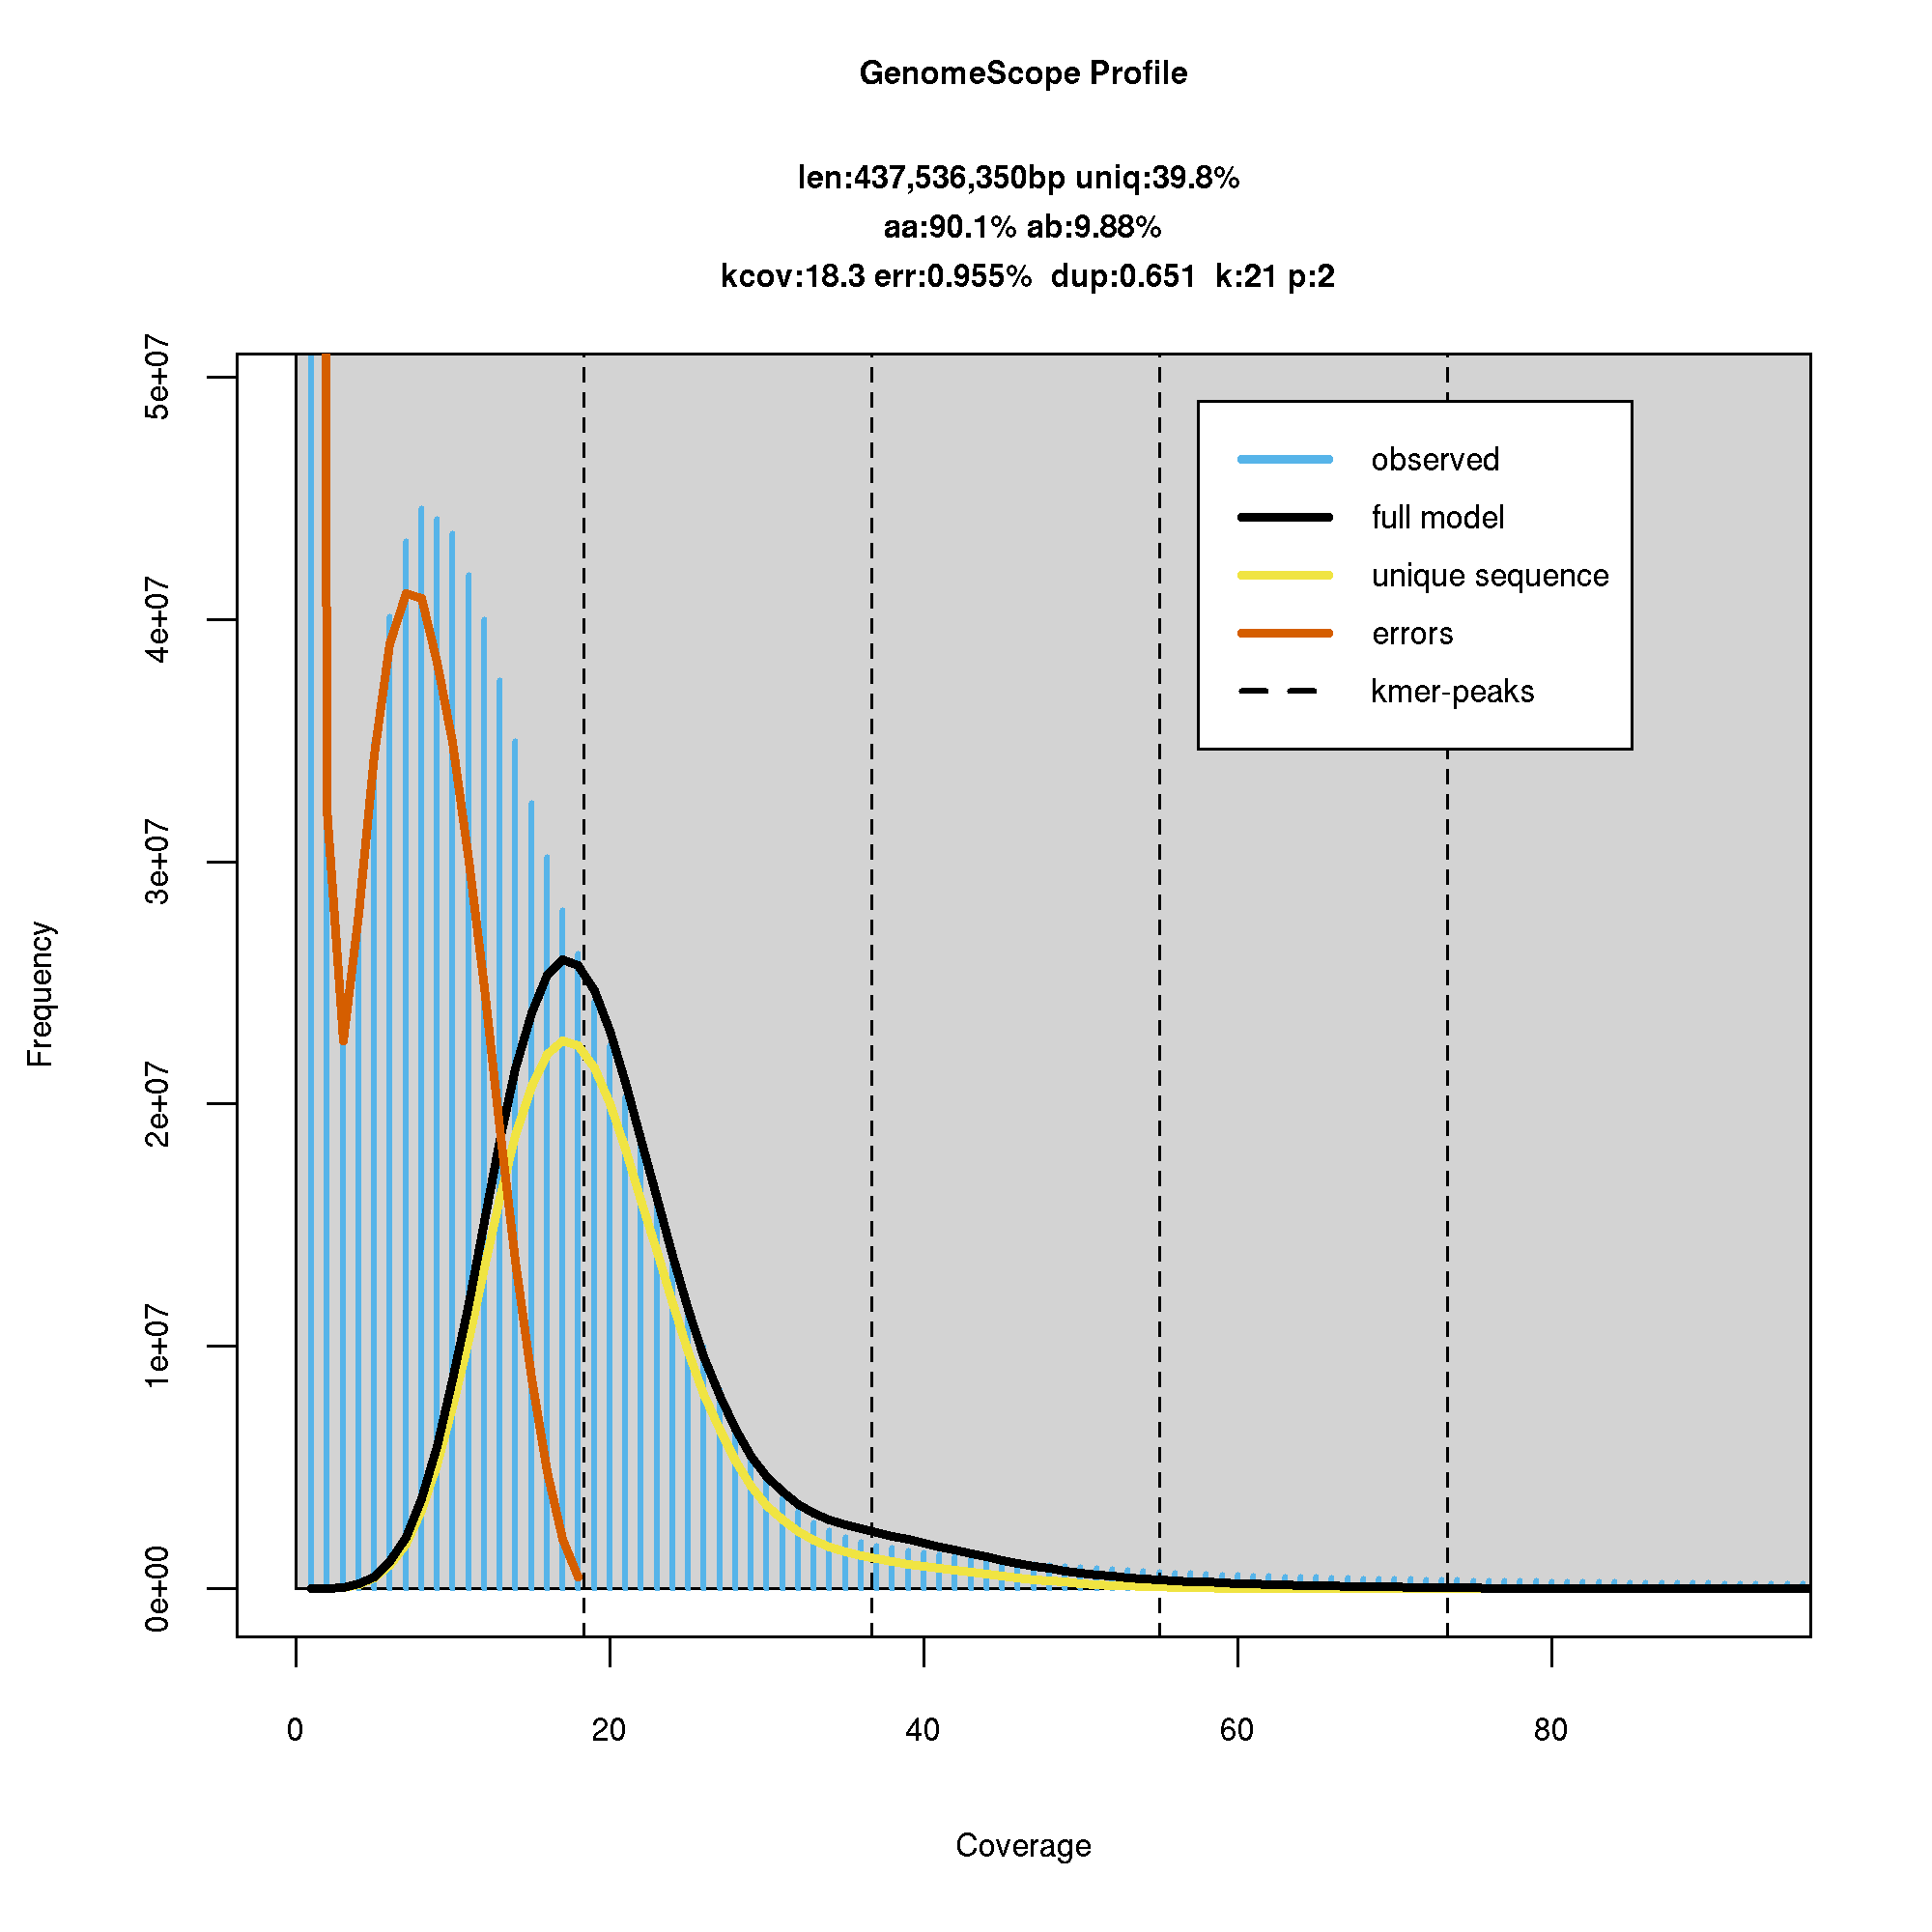 GenomeScope Profile
len:437,536,350bp uniq:39.8%
aa:90.1% ab:9.88%
kcov:18.3 err:0.955% dup:0.651 k:21 p:2
5e+07
4e+07
3e+07
2e+07
1e+07
0e+00
Frequency
observed
full model
unique sequence
errors
kmer-peaks
0 20 40 60 80
Coverage